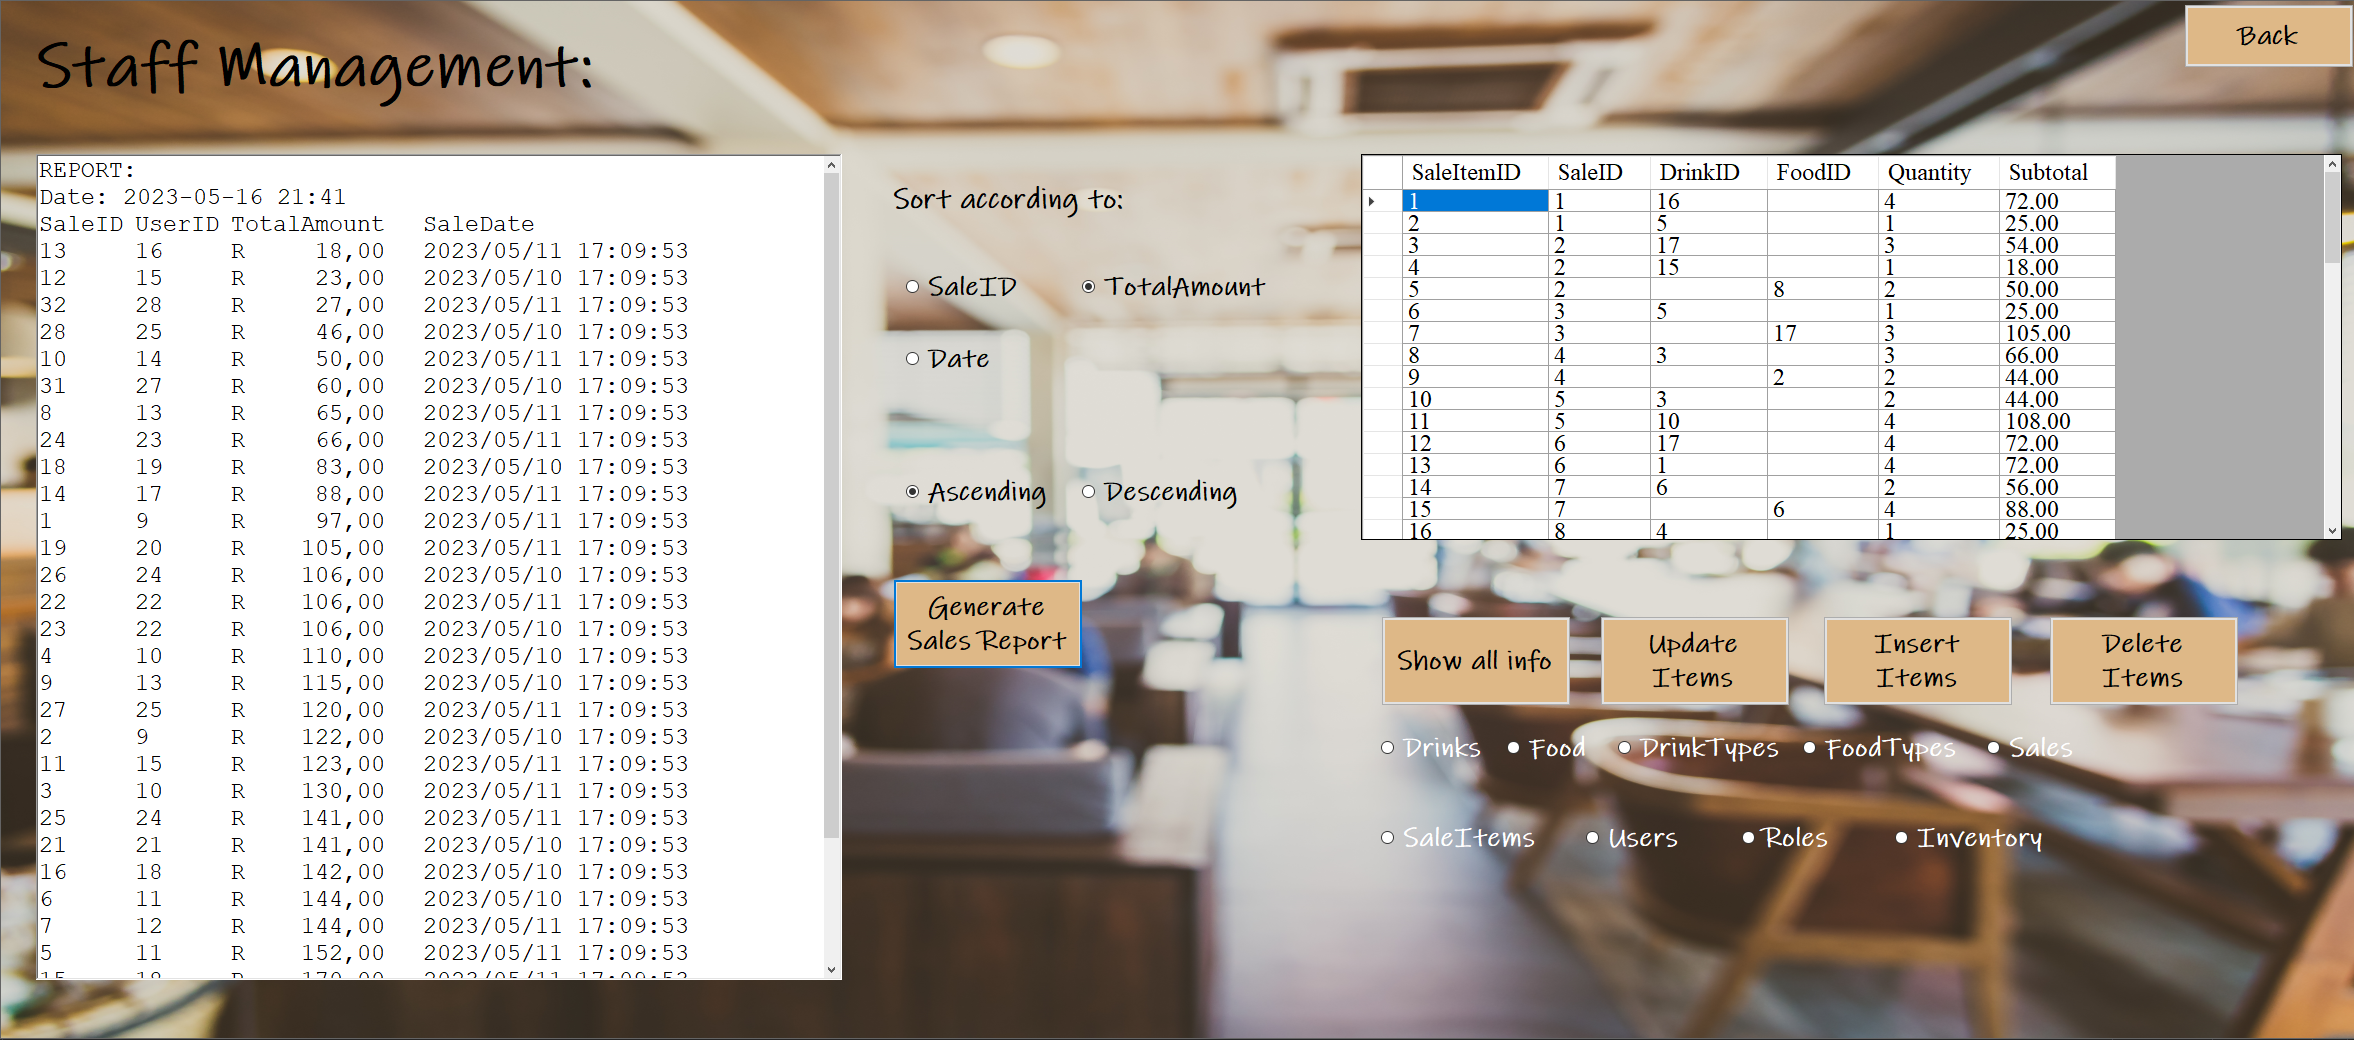 Staff Management:
Back
REPORT:
Date: 2023-05-16 21:41
SaleID UserID TotalAmount SaleDate
13 16 R 18,00 2023/05/11 17:09:53
12 15 R 23,00 2023/05/10 17:09:53
32 28 R 27,00 2023/05/11 17:09:53
28 25 R 46,00 2023/05/10 17:09:53
10 14 R 50,00 2023/05/11 17:09:53
31 27 R 60,00 2023/05/10 17:09:53
8 13 R 65,00 2023/05/11 17:09:53
24 23 R 66,00 2023/05/11 17:09:53
18 19 R 83,00 2023/05/10 17:09:53
14 17 R 88,00 2023/05/11 17:09:53
1 9 R 97,00 2023/05/11 17:09:53
19 20 R 105,00 2023/05/11 17:09:53
26 24 R 106,00 2023/05/10 17:09:53
22 22 R 106,00 2023/05/11 17:09:53
23 22 R 106,00 2023/05/10 17:09:53
4 10 R 110,00 2023/05/10 17:09:53
9 13 R 115,00 2023/05/10 17:09:53
27 25 R 120,00 2023/05/11 17:09:53
2 9 R 122,00 2023/05/10 17:09:53
11 15 R 123,00 2023/05/11 17:09:53
3 10 R 130,00 2023/05/11 17:09:53
25 24 R 141,00 2023/05/11 17:09:53
21 21 R 141,00 2023/05/10 17:09:53
16 18 R 142,00 2023/05/10 17:09:53
6 11 R 144,00 2023/05/10 17:09:53
7 12 R 144,00 2023/05/11 17:09:53
5 11 R 152,00 2023/05/11 17:09:53
15 18 R 170,00 2023/05/11 17:09:53
Sort according to:
SaleID TotalAmount
Date
Ascending Descending
Generate
Sales Report
SaleItemID SaleID DrinkID FoodID Quantity Subtotal
1 1 16 4 72,00
2 1 5 1 25,00
3 2 17 3 54,00
4 2 15 1 18,00
5 2 8 2 50,00
6 3 5 1 25,00
7 3 17 3 105,00
8 4 3 3 66,00
9 4 2 2 44,00
10 5 3 2 44,00
11 5 10 4 108,00
12 6 17 4 72,00
13 6 1 4 72,00
14 7 6 2 56,00
15 7 6 4 88,00
16 8 4 1 25,00
Show all info
Update
Items
Insert
Items
Delete
Items
Drinks Food DrinkTypes FoodTypes Sales
SaleItems Users Roles Inventory